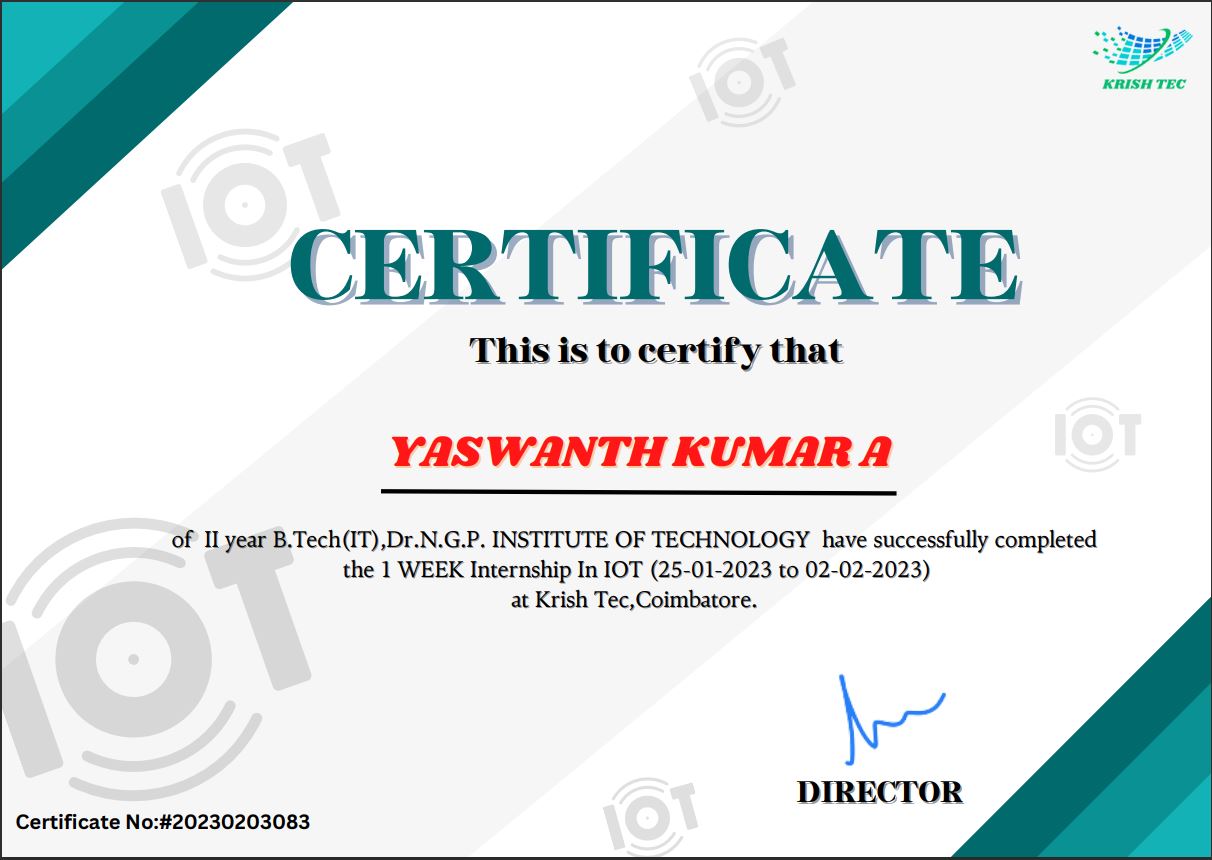 IOT
KRISH TEC
IOT
CERTIFICATE
This is to certify that
IOT
YASWANTH KUMAR A
of II year B.Tech(IT),Dr.N.G.P. INSTITUTE OF TECHNOLOGY have successfully completed
the 1 WEEK Internship In IOT (25-01-2023 to 02-02-2023)
at Krish Tec,Coimbatore.
IOT
DIRECTOR
IOT
Certificate No:#20230203083